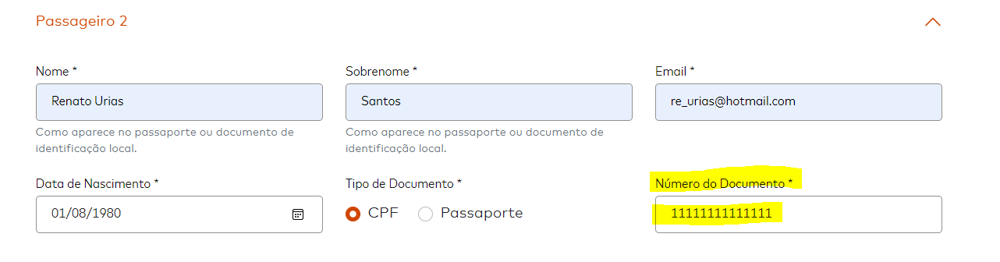 Passageiro 2
Nome *
Sobrenome *
Email *
Renato Urias
Santos
re_urias@hotmail.com
Como aparece no passaporte ou documento de
identificação local.
Como aparece no passaporte ou documento de
identificação local.
Data de Nascimento *
Tipo de Documento *
Número do Documento *
01/08/1980
CPF
Passaporte
11111111111111